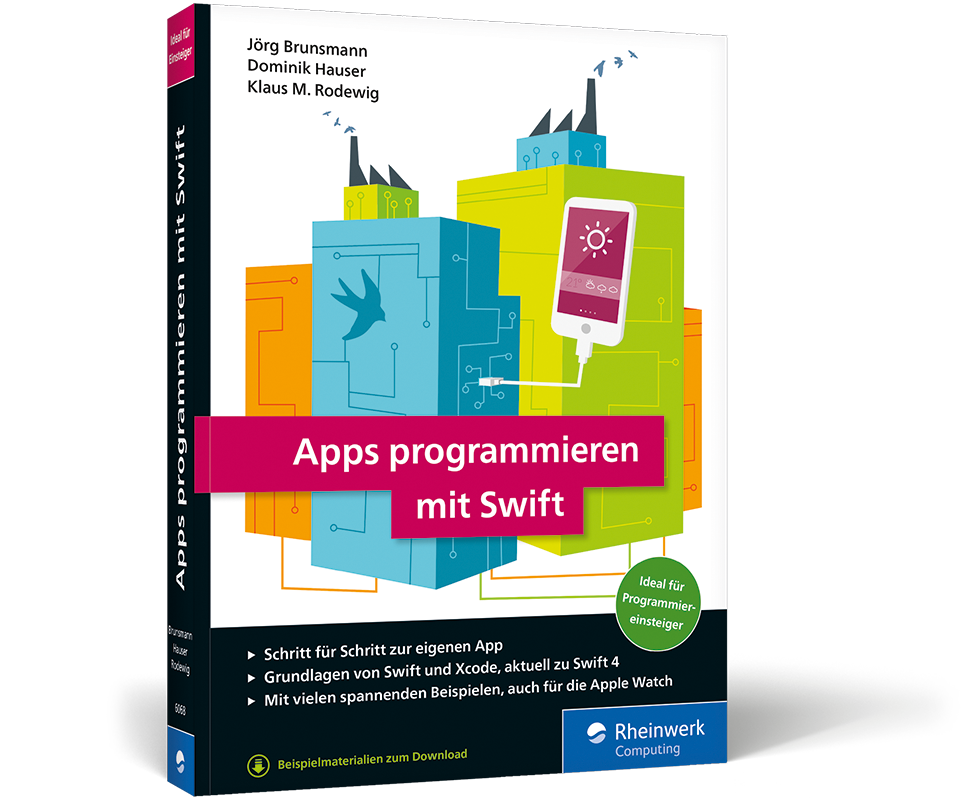 Ideal für
Einsteiger
Apps programmieren mit Swift
Brunsmann
Hauser
Rodewig
6068
Jörg Brunsmann
Dominik Hauser
Klaus M. Rodewig
21°
Apps programmieren
mit Swift
Ideal für
Programmier-
einsteiger
▸ Schritt für Schritt zur eigenen App
▸ Grundlagen von Swift und Xcode, aktuell zu Swift 4
▸ Mit vielen spannenden Beispielen, auch für die Apple Watch
Beispielmaterialien zum Download
Rheinwerk
Computing